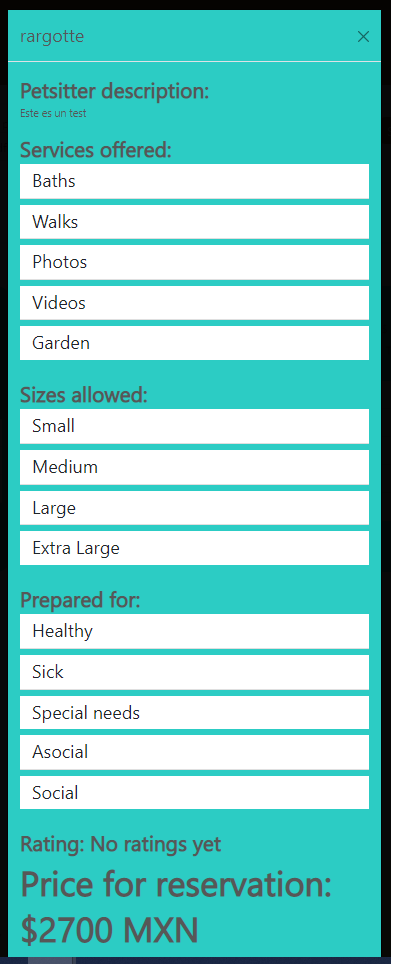 rargotte
Petsitter description:
Este es un test
Services offered:
Baths
Walks
Photos
Videos
Garden
Sizes allowed:
Small
Medium
Large
Extra Large
Prepared for:
Healthy
Sick
Special needs
Asocial
Social
Rating: No ratings yet
Price for reservation:
$2700 MXN